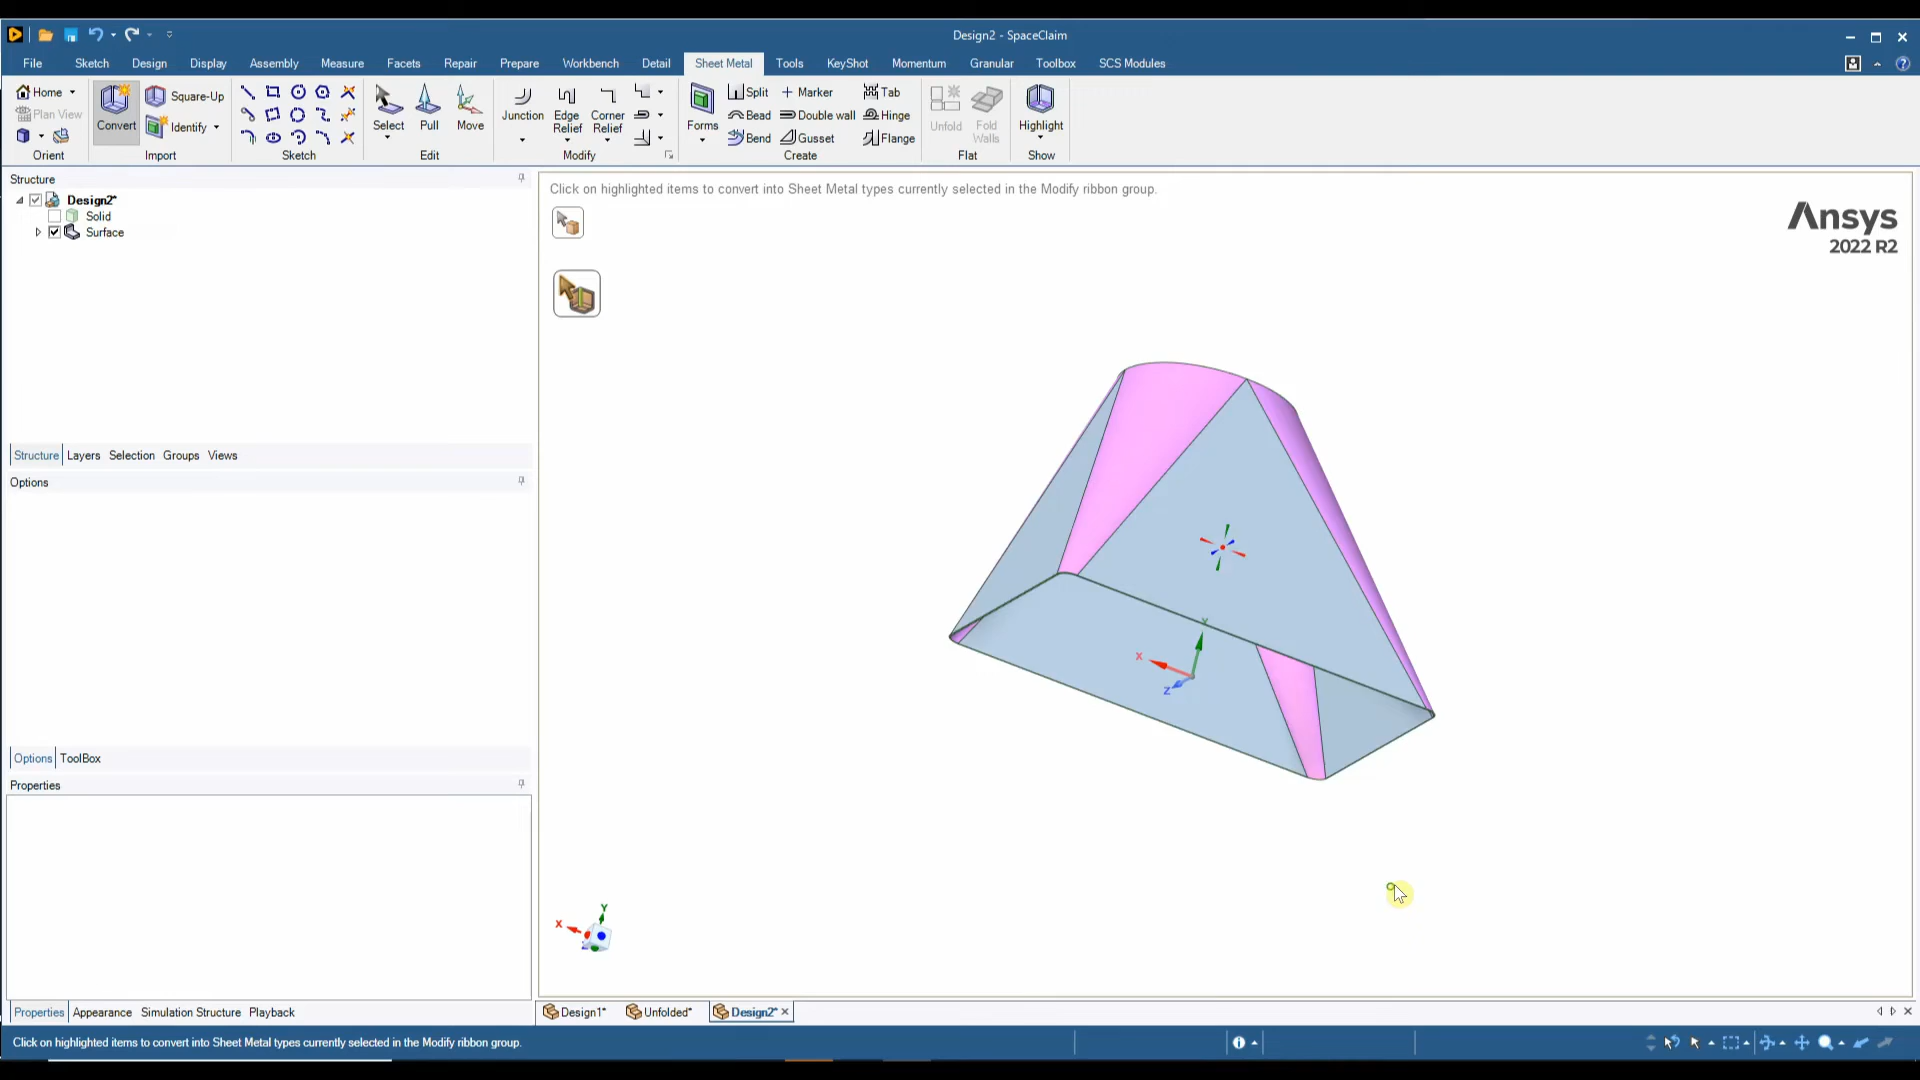 Design2 - SpaceClaim
File Sketch Design Display Assembly Measure Facets Repair Prepare Workbench Detail Sheet Metal Tools KeyShot Momentum Granular Toolbox SCS Modules
Home
Plan View
Orient
Convert
Square-Up
Identify
Import
Sketch
Select
Pull
Move
Edit
Junction
Edge Relief
Corner Relief
Modify
Forms
Split
Bead
Bend
Marker
Double wall
Gusset
Tab
Hinge
Flange
Create
Unfold
Fold Walls
Flat
Highlight
Show
Structure
Design2*
Solid
Surface
Structure Layers Selection Groups Views
Options
Options ToolBox
Properties
Properties Appearance Simulation Structure Playback
Click on highlighted items to convert into Sheet Metal types currently selected in the Modify ribbon group.
Ansys
2022 R2
Y
X
Z
Y
X
Design1* Unfolded* Design2*
Click on highlighted items to convert into Sheet Metal types currently selected in the Modify ribbon group.